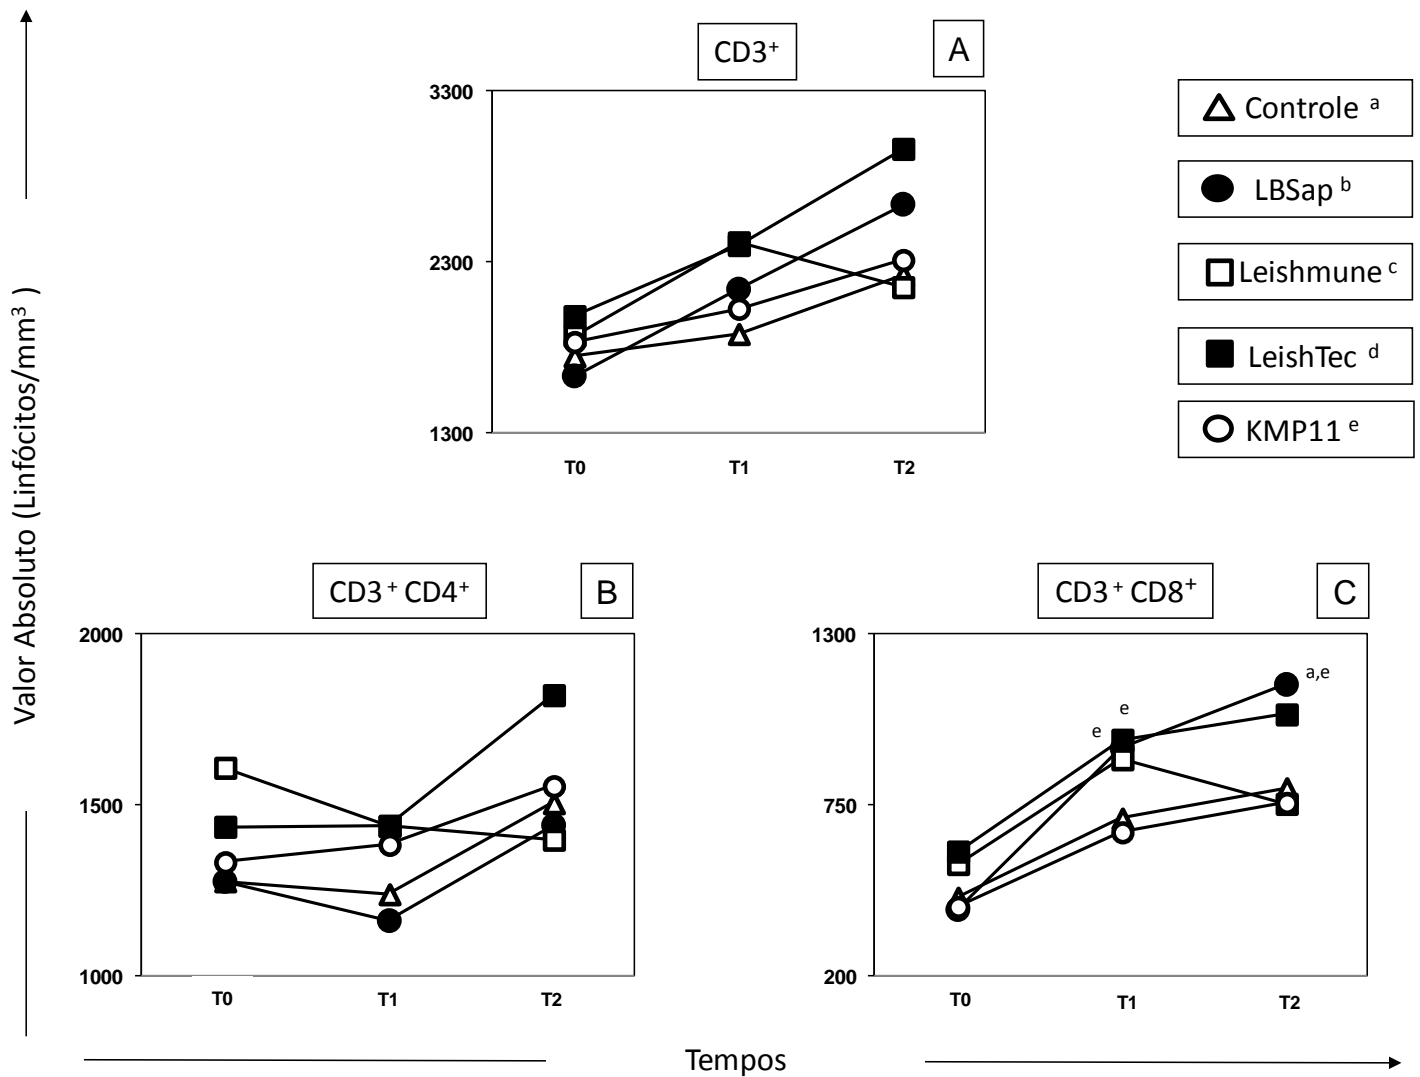 CD3⁺
A
3300
2300
1300
T0 T1 T2
Controle ᵃ
LBSap ᵇ
Leishmune ᶜ
LeishTec ᵈ
KMP11 ᵉ
Valor Absoluto (Linfócitos/mm³ )
CD3⁺ CD4⁺
B
2000
1500
1000
T0 T1 T2
CD3⁺ CD8⁺
C
1300
750
200
e
e
a,e
T0 T1 T2
Tempos